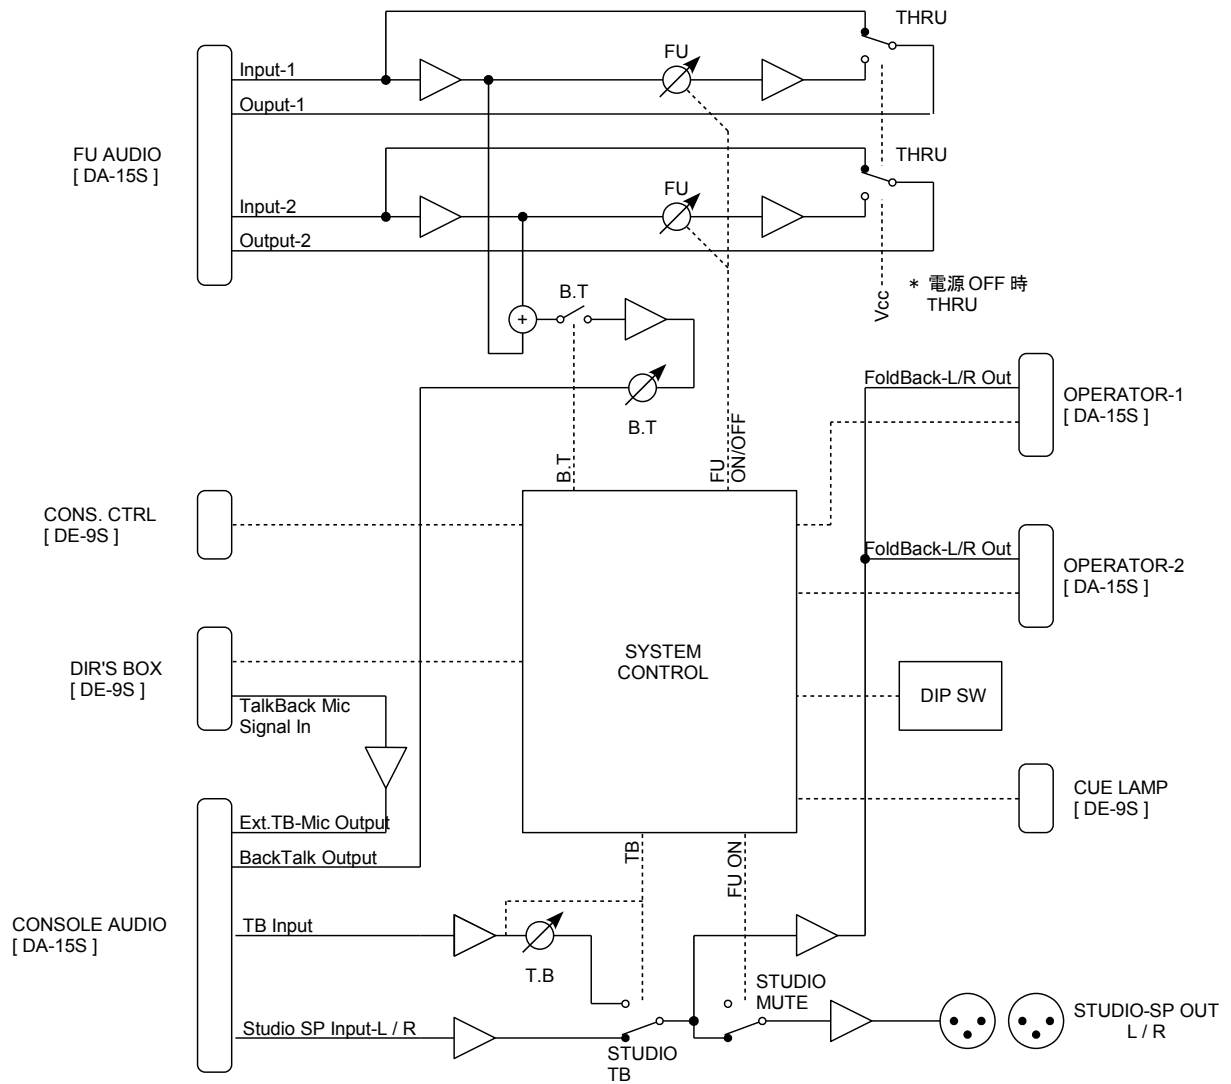 THRU
FU
Input-1
Ouput-1
FU AUDIO
[ DA-15S ]
THRU
FU
Input-2
Output-2
B.T
Vcc
* 電源 OFF 時
THRU
FoldBack-L/R Out
OPERATOR-1
[ DA-15S ]
B.T
B.T
FU
ON/OFF
CONS. CTRL
[ DE-9S ]
FoldBack-L/R Out
OPERATOR-2
[ DA-15S ]
SYSTEM
CONTROL
DIR'S BOX
[ DE-9S ]
TalkBack Mic
Signal In
DIP SW
CUE LAMP
[ DE-9S ]
Ext.TB-Mic Output
BackTalk Output
TB
FU ON
CONSOLE AUDIO
[ DA-15S ]
TB Input
T.B
STUDIO
MUTE
Studio SP Input-L / R
STUDIO
TB
STUDIO-SP OUT
L / R